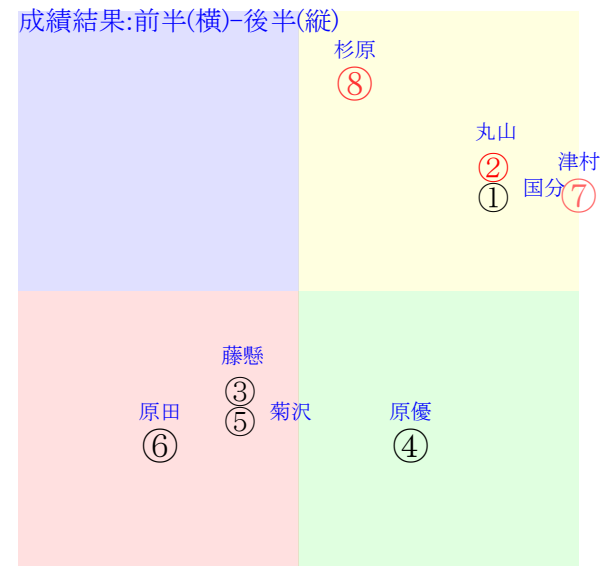 成績結果:前半(横)-後半(縦)
杉原
⑧
丸山
②
津村
国分
①
⑦
藤懸
③
原田
菊沢
原優
⑤
⑥
④